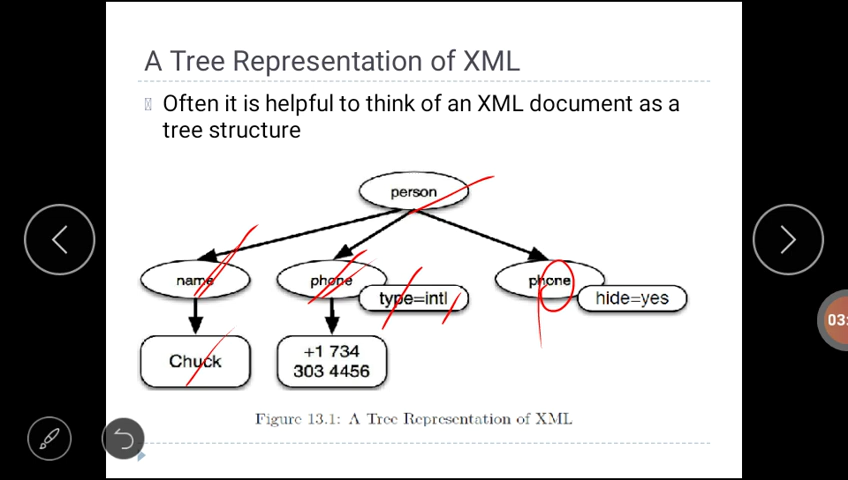 A Tree Representation of XML
Often it is helpful to think of an XML document as a
tree structure
person
name
phone
type=intl
phone
hide=yes
Chuck
+1 734
303 4456
Figure 13.1: A Tree Representation of XML
03: